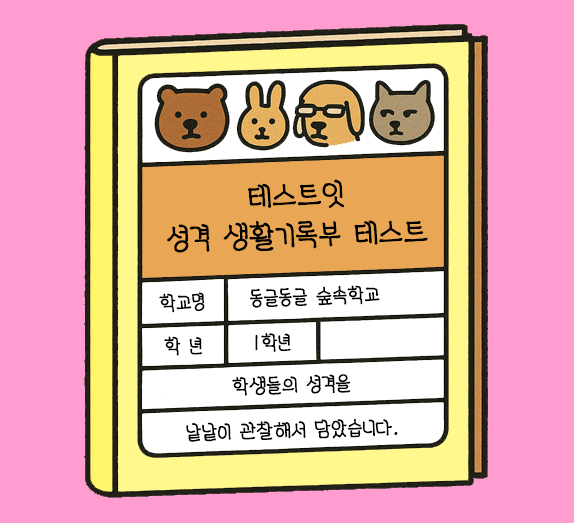 테스트잇
성격 생활기록부 테스트
학교명 동글동글 숲속학교
학 년 1학년
학생들의 성격을
낱낱이 관찰해서 담았습니다.